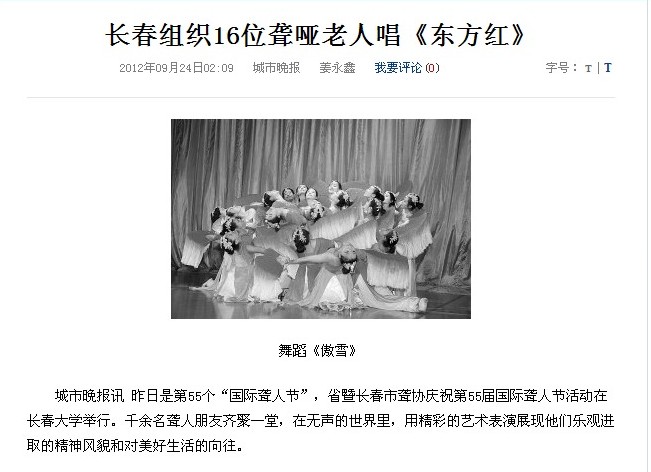 长春组织16位聋哑老人唱《东方红》
2012年09月24日02:09 城市晚报 姜永鑫 我要评论(0) 字号：T|T
舞蹈《傲雪》
城市晚报讯 昨日是第55个“国际聋人节”，省暨长春市聋协庆祝第55届国际聋人节活动在
长春大学举行。千余名聋人朋友齐聚一堂，在无声的世界里，用精彩的艺术表演展现他们乐观进
取的精神风貌和对美好生活的向往。